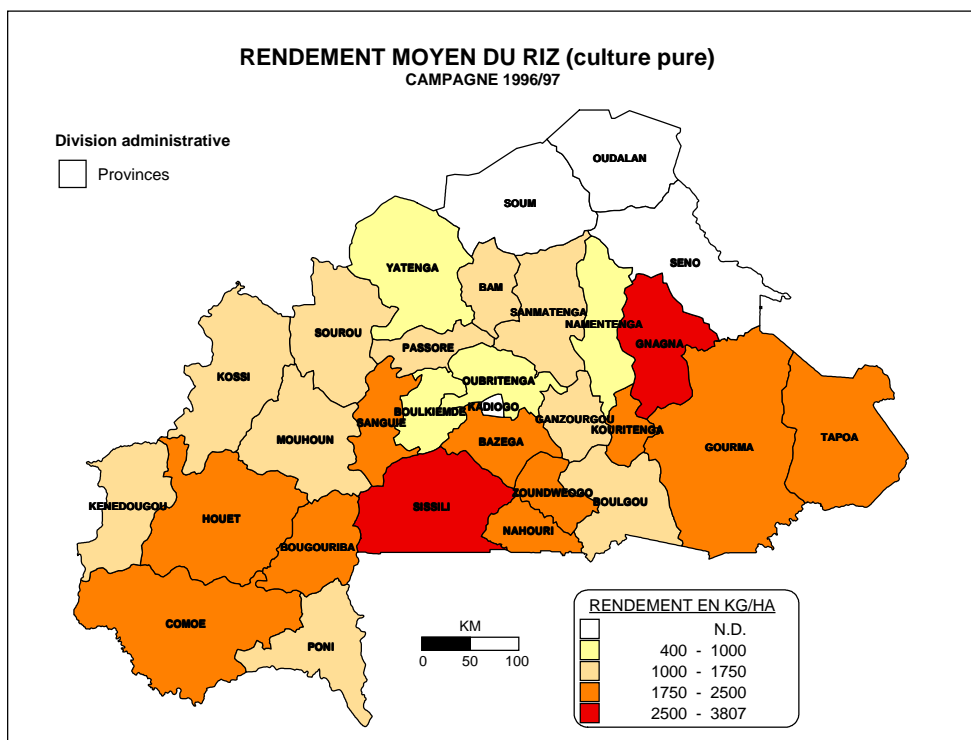 RENDEMENT MOYEN DU RIZ (culture pure)
CAMPAGNE 1996/97
Division administrative
Provinces
OUDALAN
SOUM
SENO
YATENGA
BAM
SANMATENGA
NAMENTENGA
GNAGNA
SOUROU
PASSORE
KOSSI
OUBRITENGA
BOULKIEMDE
KADIOGO
SANGUIE
GANZOURGOU
KOURITENGA
MOUHOUN
BAZEGA
GOURMA
TAPOA
KENEDOUGOU
HOUET
SISSILI
ZOUNDWEOGO
BOULGOU
NAHOURI
BOUGOURIBA
COMOE
PONI
KM
0 50 100
RENDEMENT EN KG/HA
N.D.
400 - 1000
1000 - 1750
1750 - 2500
2500 - 3807